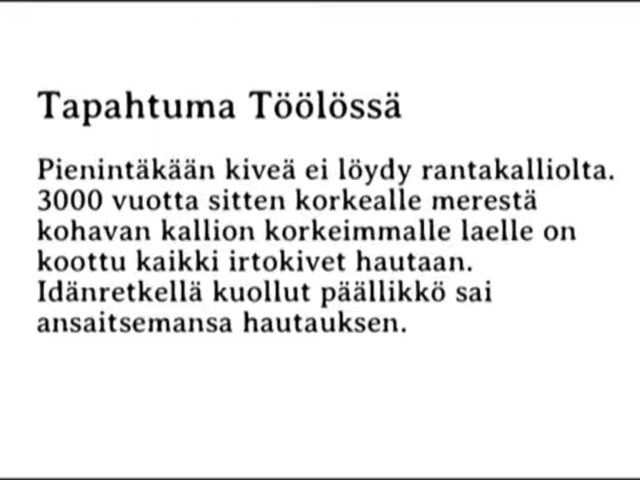 Tapahtuma Töölössä
Pienintäkään kiveä ei löydy rantakalliolta.
3000 vuotta sitten korkealle merestä
kohavan kallion korkeimmalle laelle on
koottu kaikki irtokivet hautaan.
Idänretkellä kuollut päällikkö sai
ansaitsemansa hautauksen.